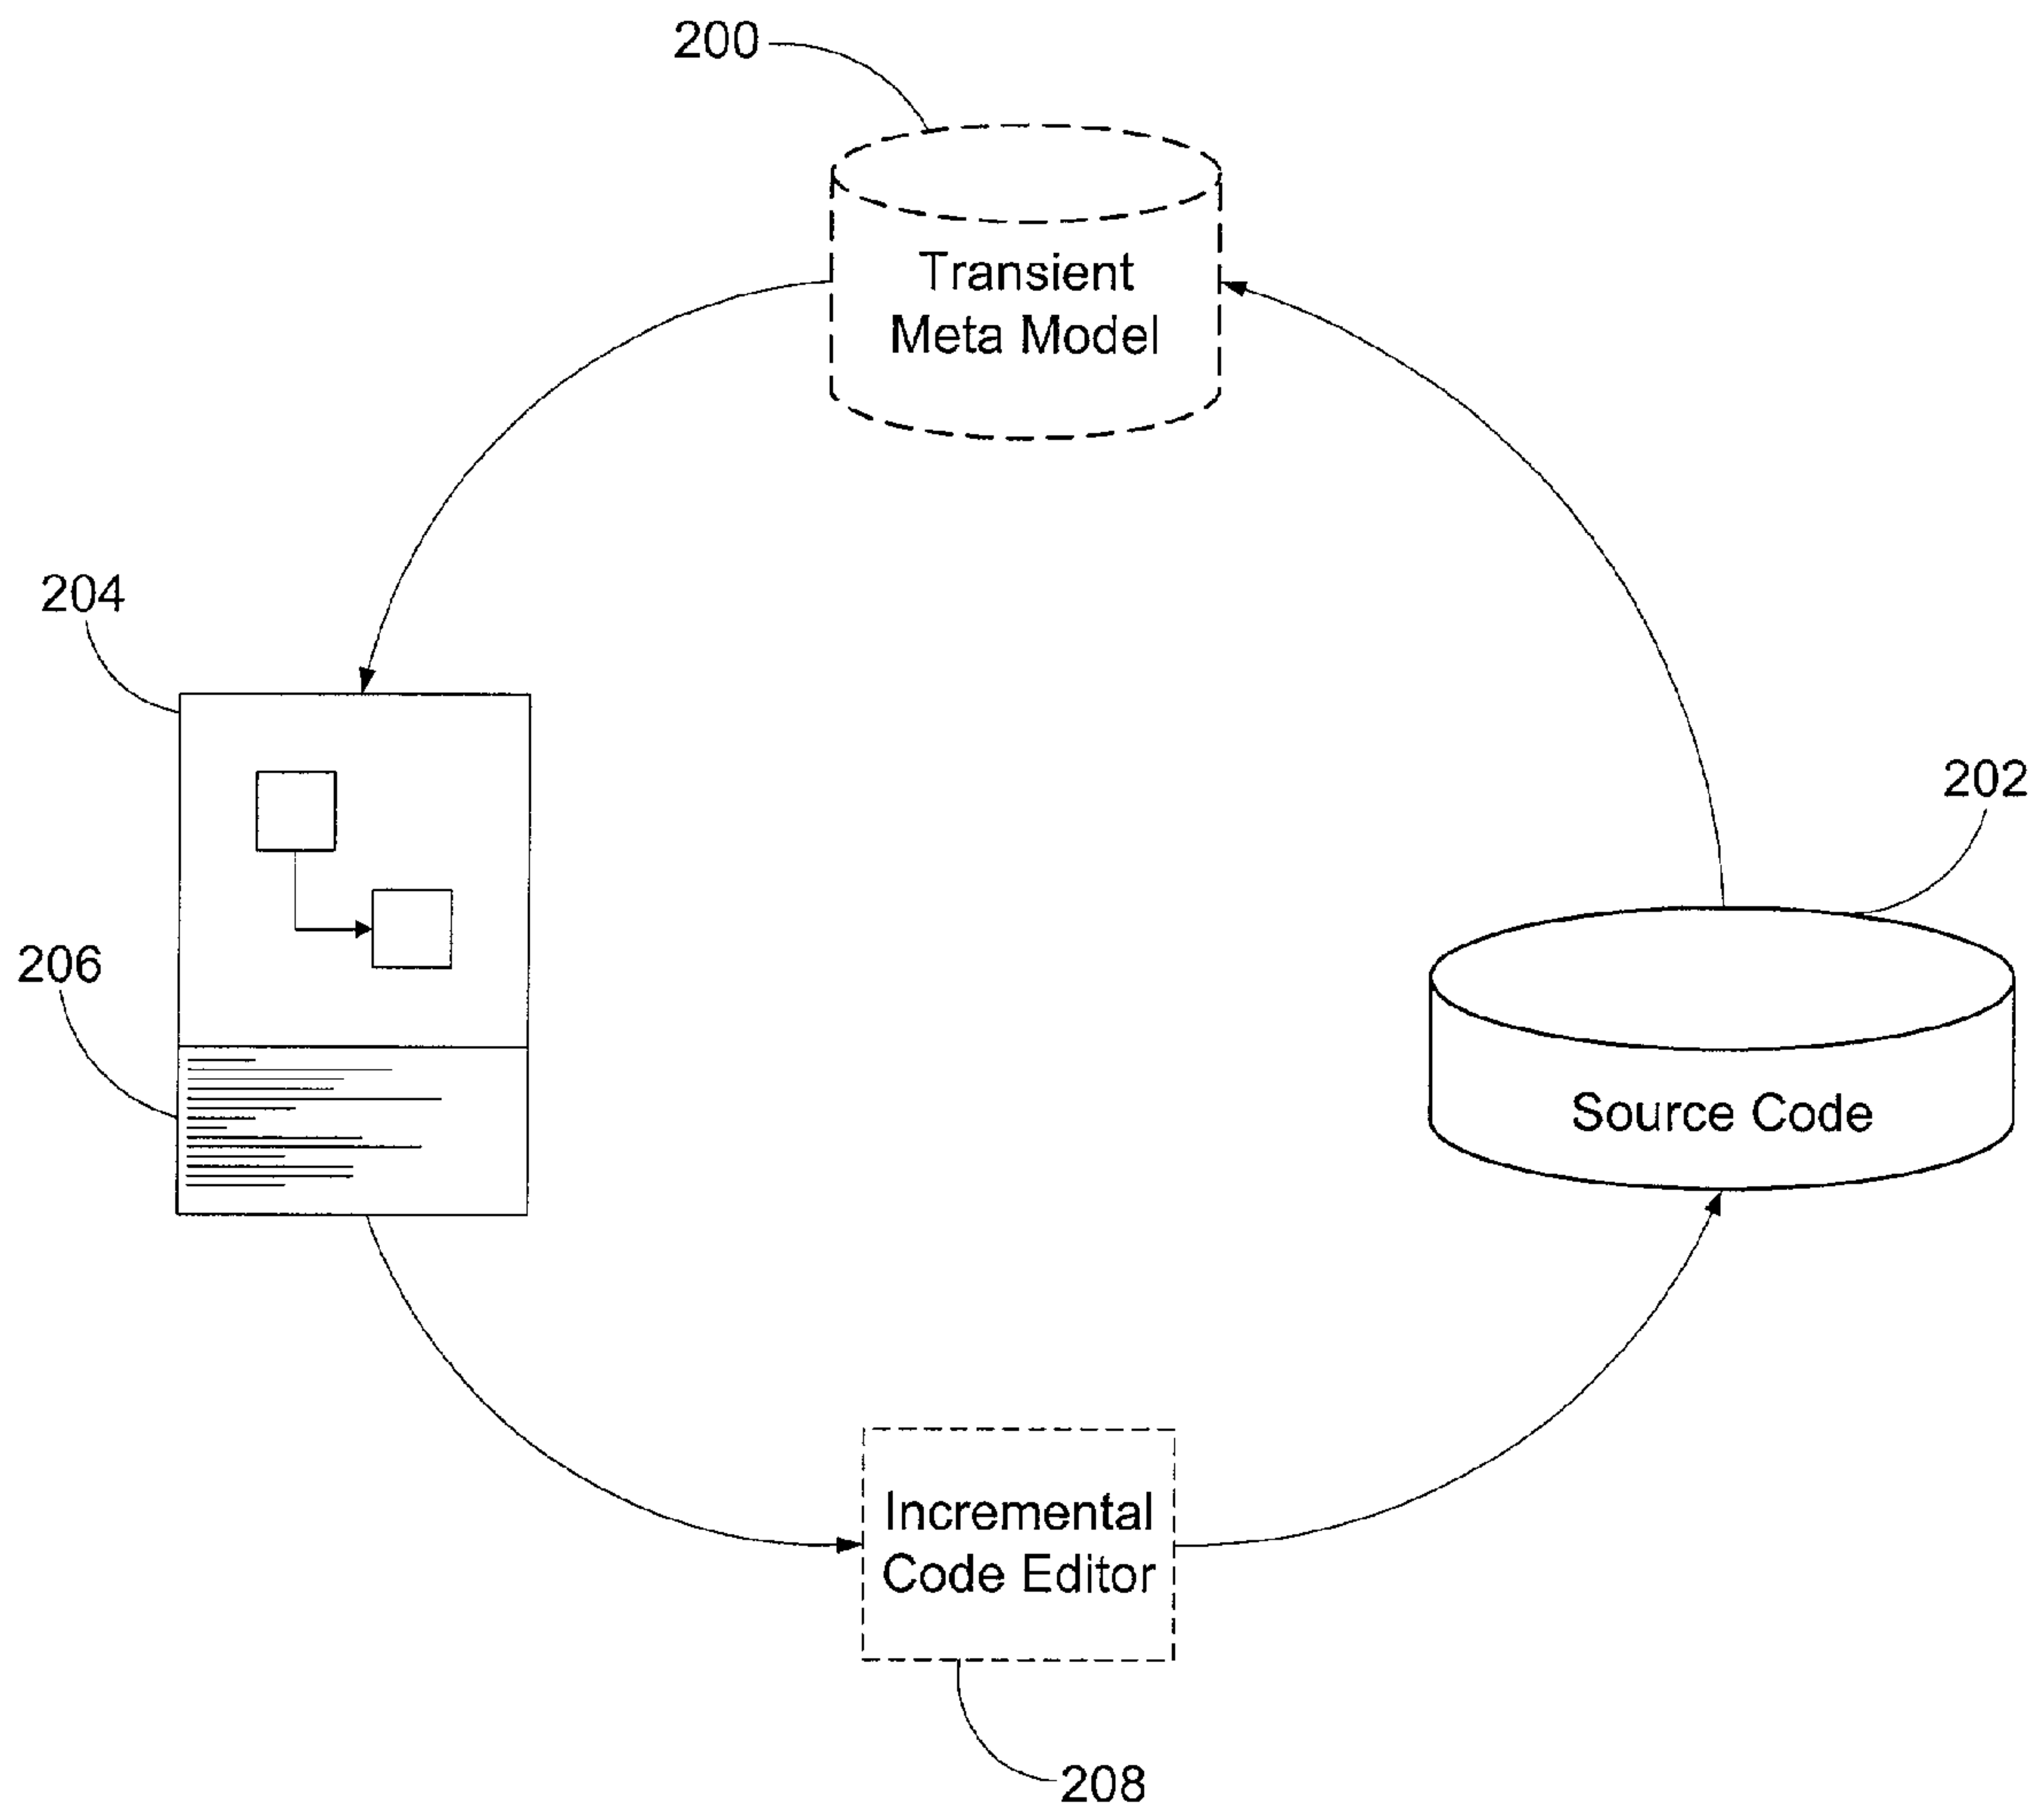 200
Transient
Meta Model
204
202
206
Source Code
Incremental
Code Editor
208